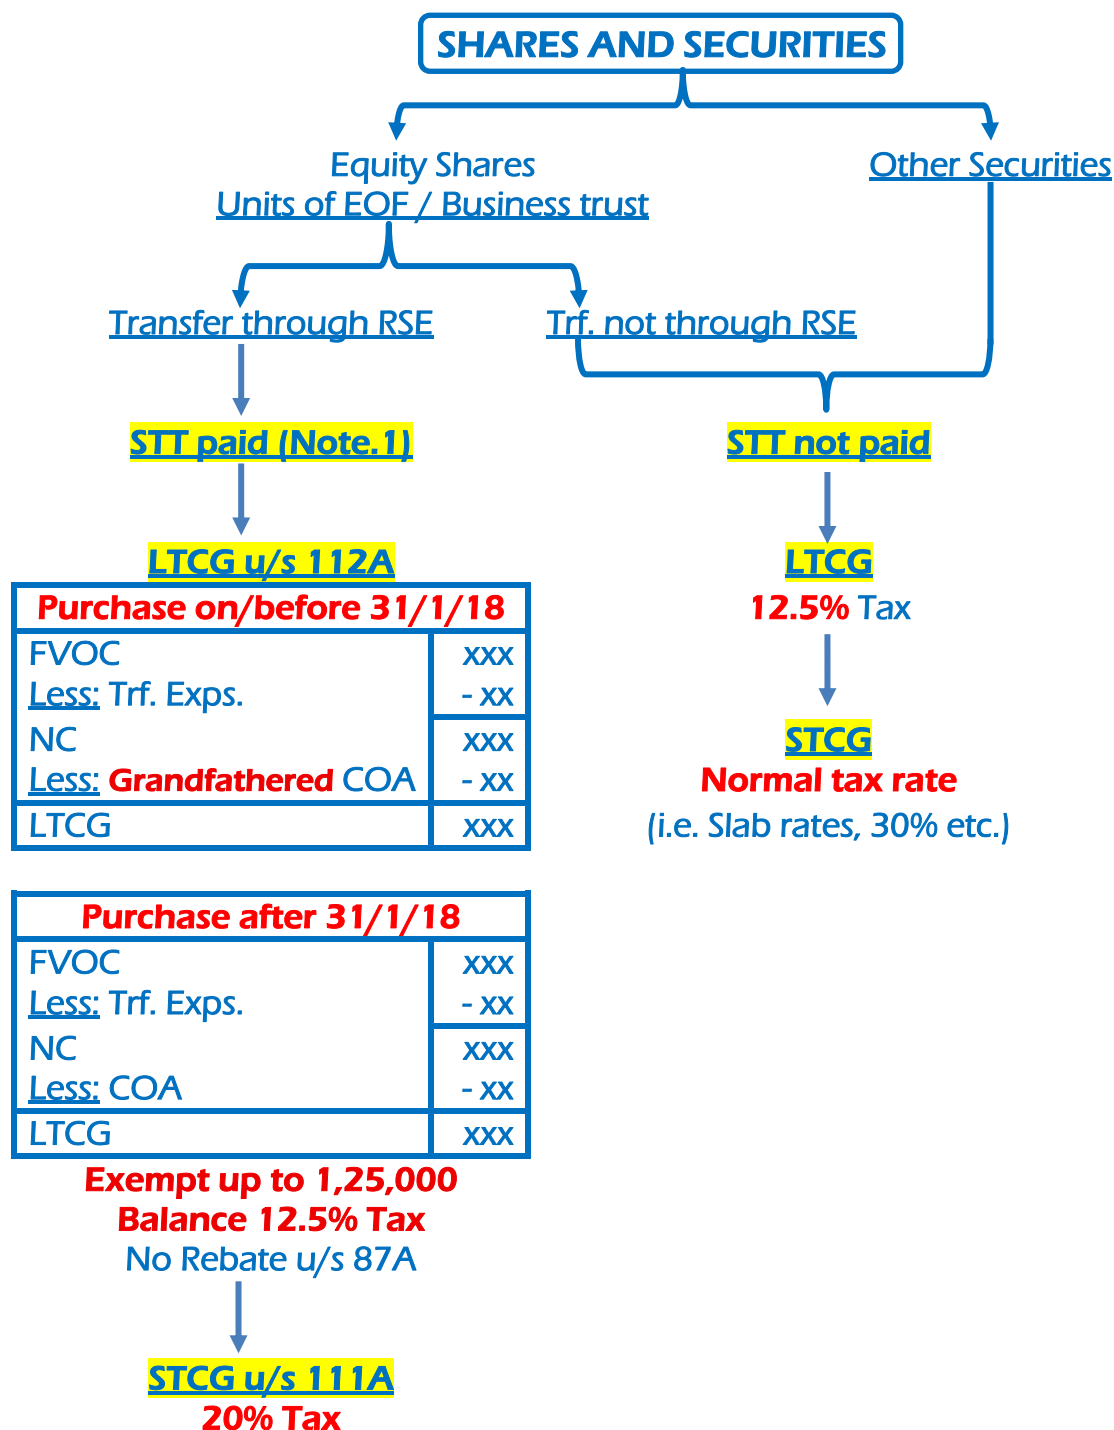 SHARES AND SECURITIES
Equity Shares
Units of EOF / Business trust
Other Securities
Transfer through RSE
Trf. not through RSE
STT paid (Note.1)
STT not paid
LTCG u/s 112A
Purchase on/before 31/1/18
FVOC xxx
Less: Trf. Exps. - xx
NC xxx
Less: Grandfathered COA - xx
LTCG xxx
LTCG
12.5% Tax
STCG
Normal tax rate
(i.e. Slab rates, 30% etc.)
Purchase after 31/1/18
FVOC xxx
Less: Trf. Exps. - xx
NC xxx
Less: COA - xx
LTCG xxx
Exempt up to 1,25,000
Balance 12.5% Tax
No Rebate u/s 87A
STCG u/s 111A
20% Tax